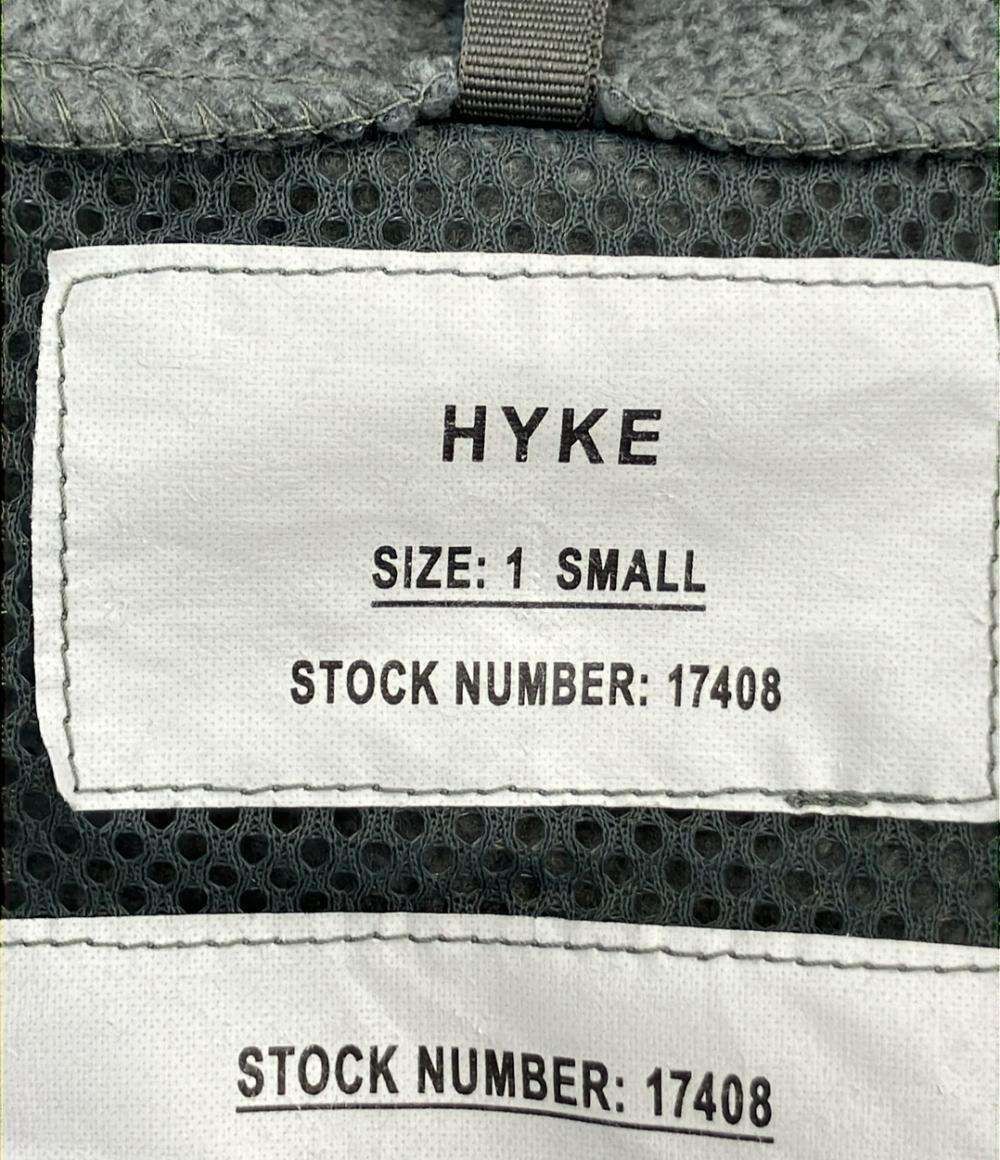 HYKE
SIZE: 1 SMALL
STOCK NUMBER: 17408
STOCK NUMBER: 17408